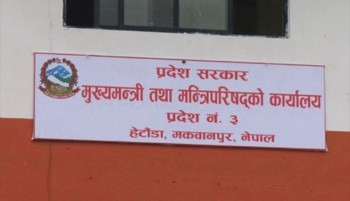 प्रदेश सरकार
मुख्यमन्त्री तथा मन्त्रिपरिषद्को कार्यालय
प्रदेश नं. ३
हेटौंडा, मकवानपुर, नेपाल